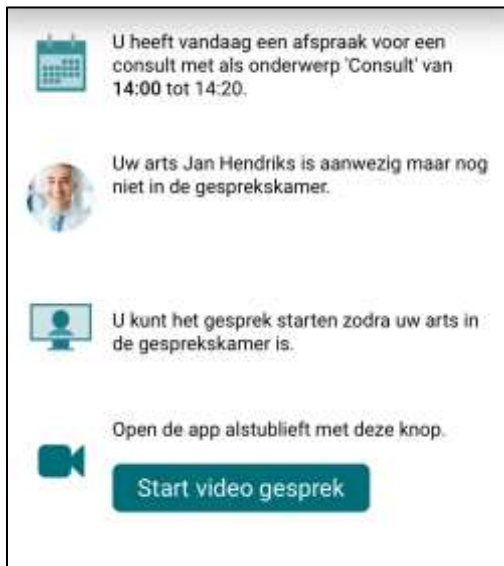 U heeft vandaag een afspraak voor een
consult met als onderwerp 'Consult' van
14:00 tot 14:20.
Uw arts Jan Hendriks is aanwezig maar nog
niet in de gesprekskamer.
U kunt het gesprek starten zodra uw arts in
de gesprekskamer is.
Open de app alstublieft met deze knop.
Start video gesprek